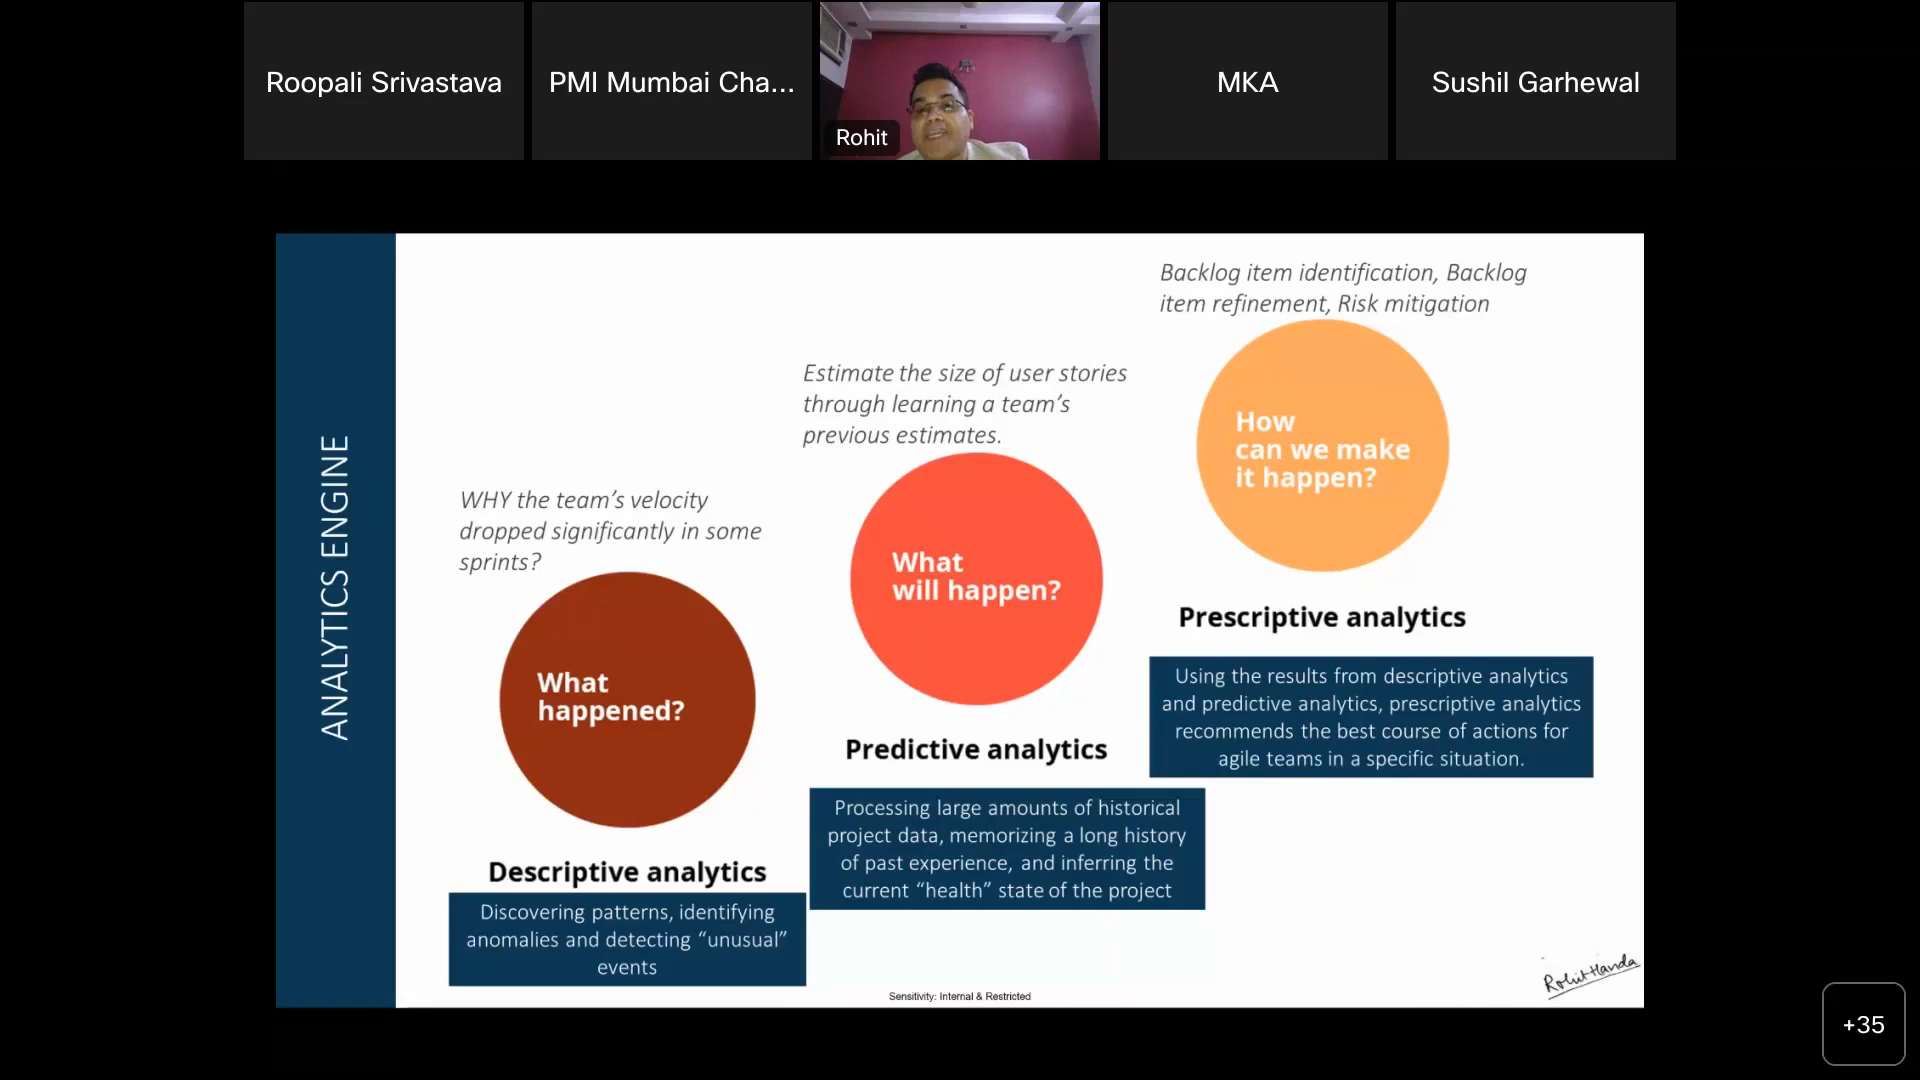 Roopali Srivastava
PMI Mumbai Cha...
Rohit
MKA
Sushil Garhewal
ANALYTICS ENGINE
WHY the team’s velocity
dropped significantly in some
sprints?
What
happened?
Descriptive analytics
Discovering patterns, identifying
anomalies and detecting “unusual”
events
Estimate the size of user stories
through learning a team’s
previous estimates.
What
will happen?
Predictive analytics
Processing large amounts of historical
project data, memorizing a long history
of past experience, and inferring the
current “health” state of the project
Backlog item identification, Backlog
item refinement, Risk mitigation
How
can we make
it happen?
Prescriptive analytics
Using the results from descriptive analytics
and predictive analytics, prescriptive analytics
recommends the best course of actions for
agile teams in a specific situation.
Sensitivity: Internal & Restricted
Rohit Handa
+35